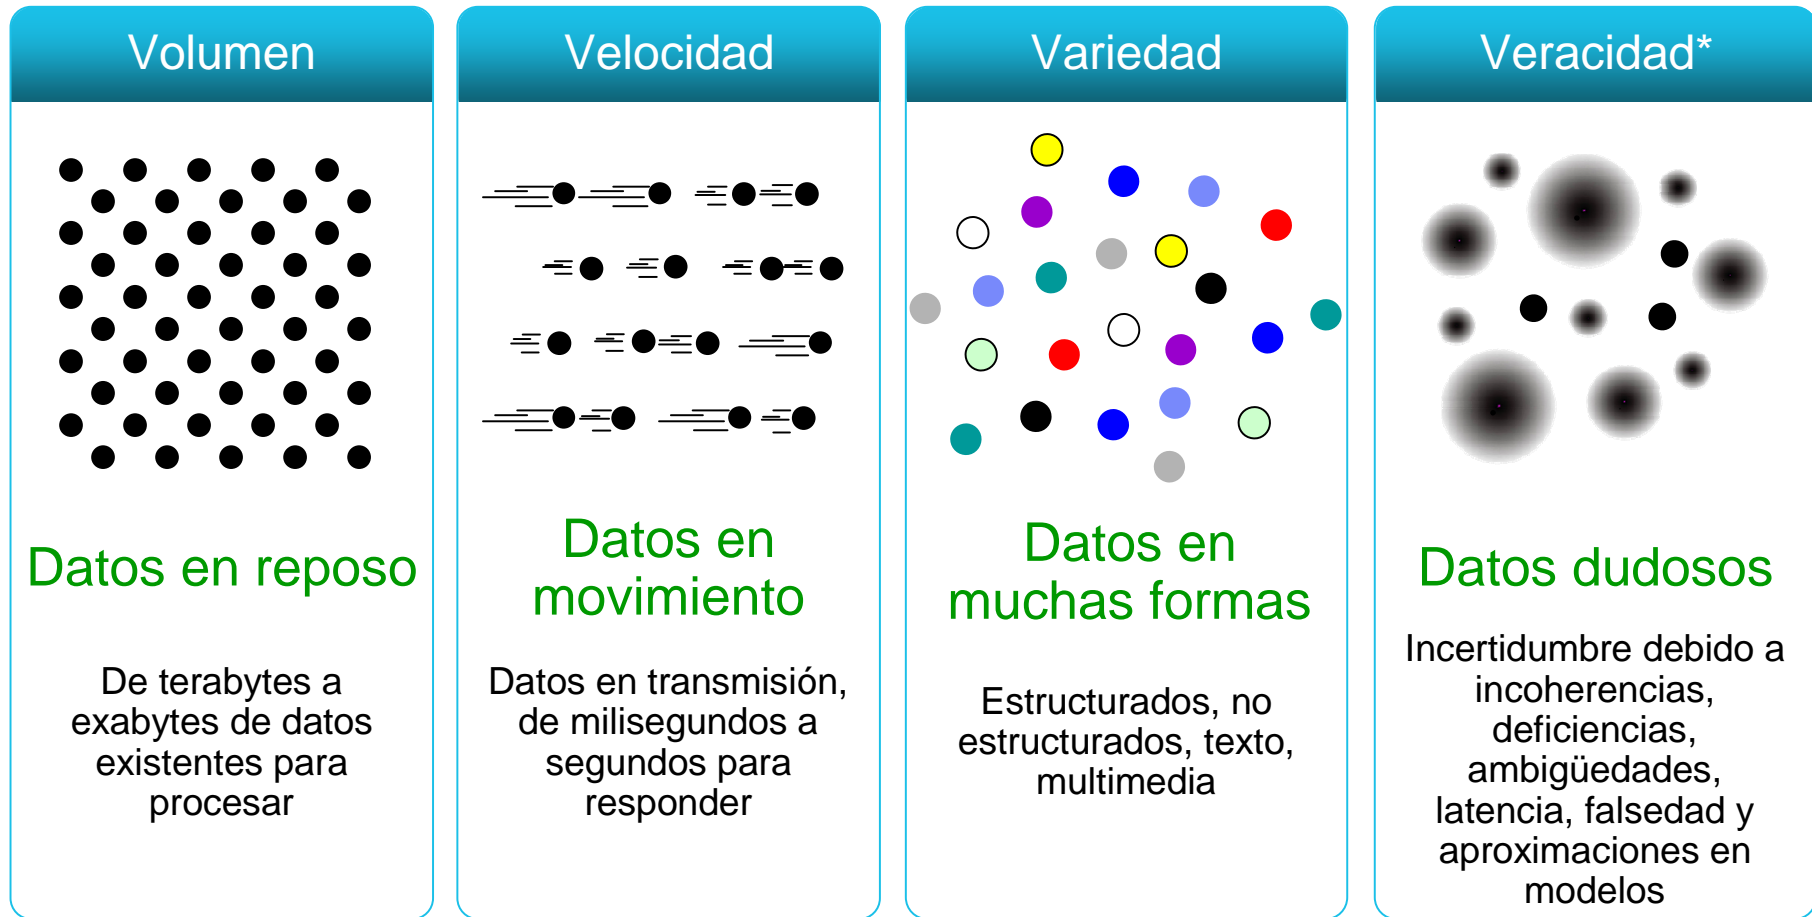 Volumen
Datos en reposo
De terabytes a
exabytes de datos
existentes para
procesar
Velocidad
Datos en
movimiento
Datos en transmisión,
de milisegundos a
segundos para
responder
Variedad
Datos en
muchas formas
Estructurados, no
estructurados, texto,
multimedia
Veracidad*
Datos dudosos
Incertidumbre debido a
incoherencias,
deficiencias,
ambigüedades,
latencia, falsedad y
aproximaciones en
modelos